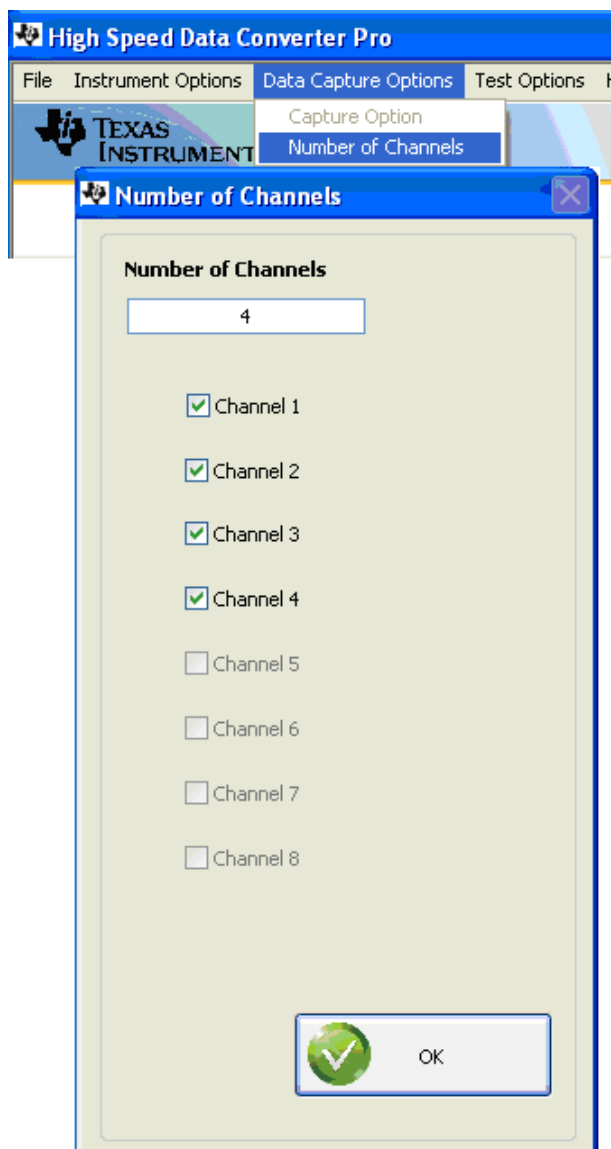 High Speed Data Converter Pro
File Instrument Options Data Capture Options Test Options
Capture Option
TEXAS
INSTRUMENT
Number of Channels
Number of Channels
Number of Channels
4
Channel 1
Channel 2
Channel 3
Channel 4
Channel 5
Channel 6
Channel 7
Channel 8
OK